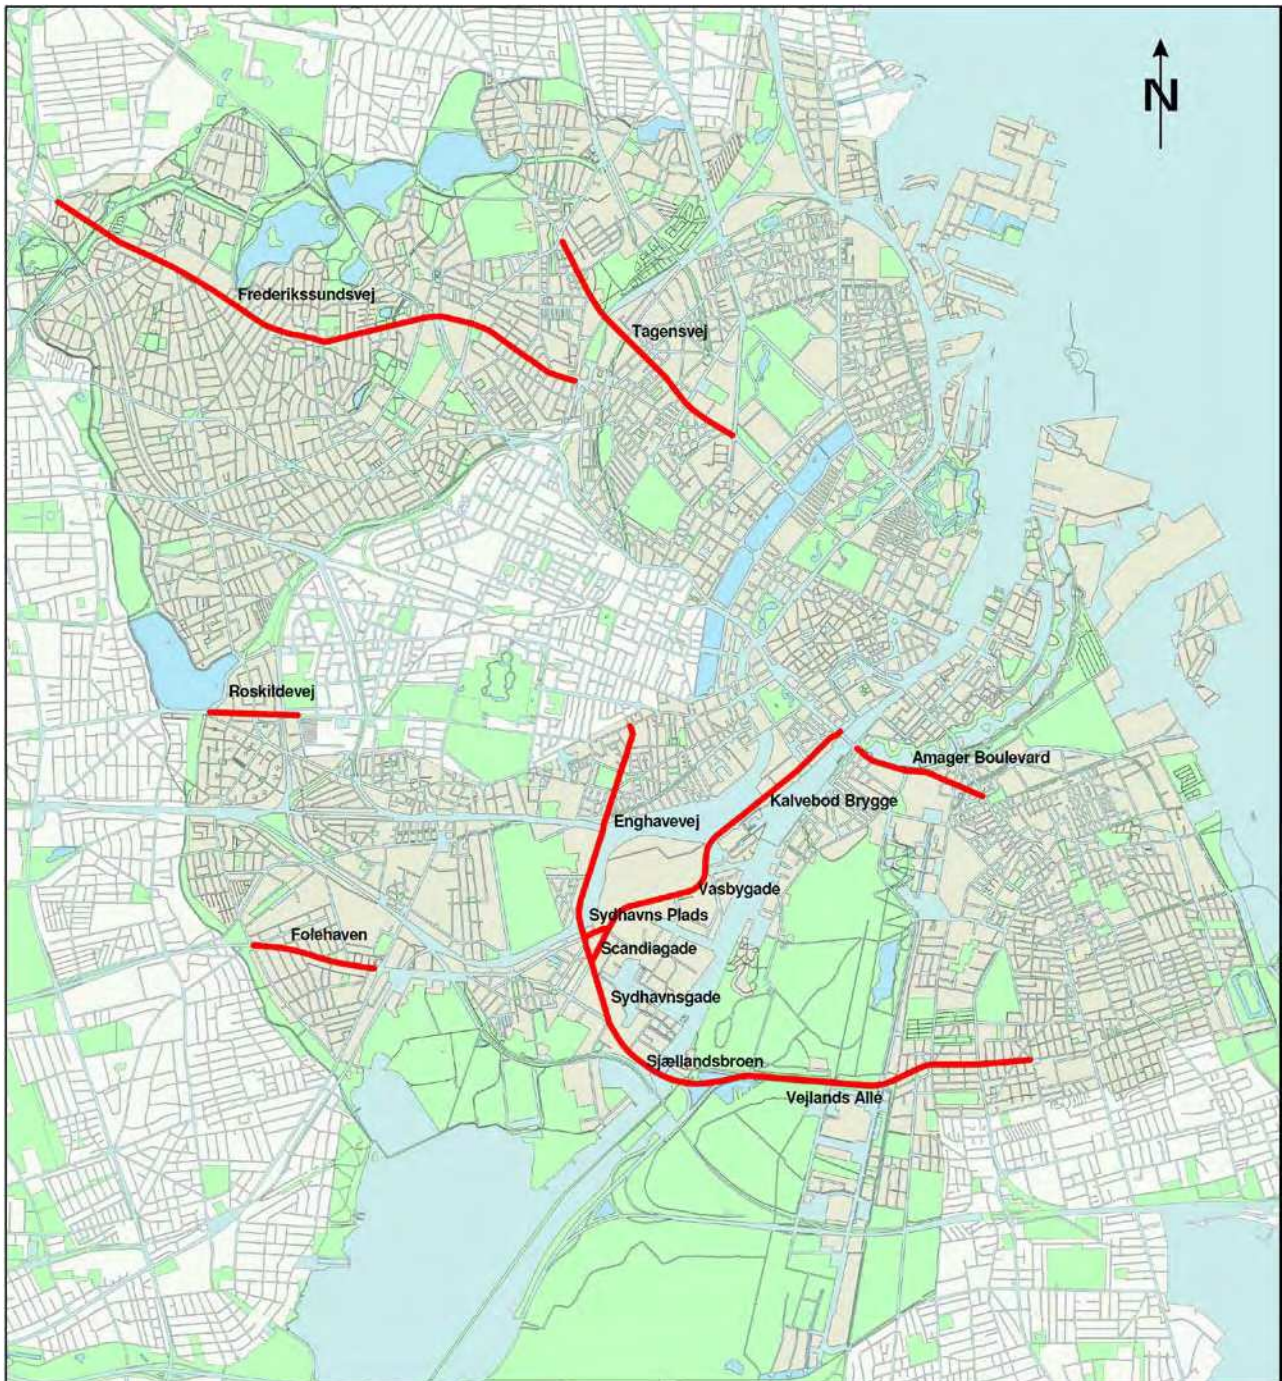 N
Frederikssundsvej
Tagensvej
Roskildevej
Amager Boulevard
Kalvebod Brygge
Enghavevej
Vasbygade
Sydhavns Plads
Folehaven
Scandiagade
Sydhavnsgade
Sjællandsbroen
Vejlands Allé